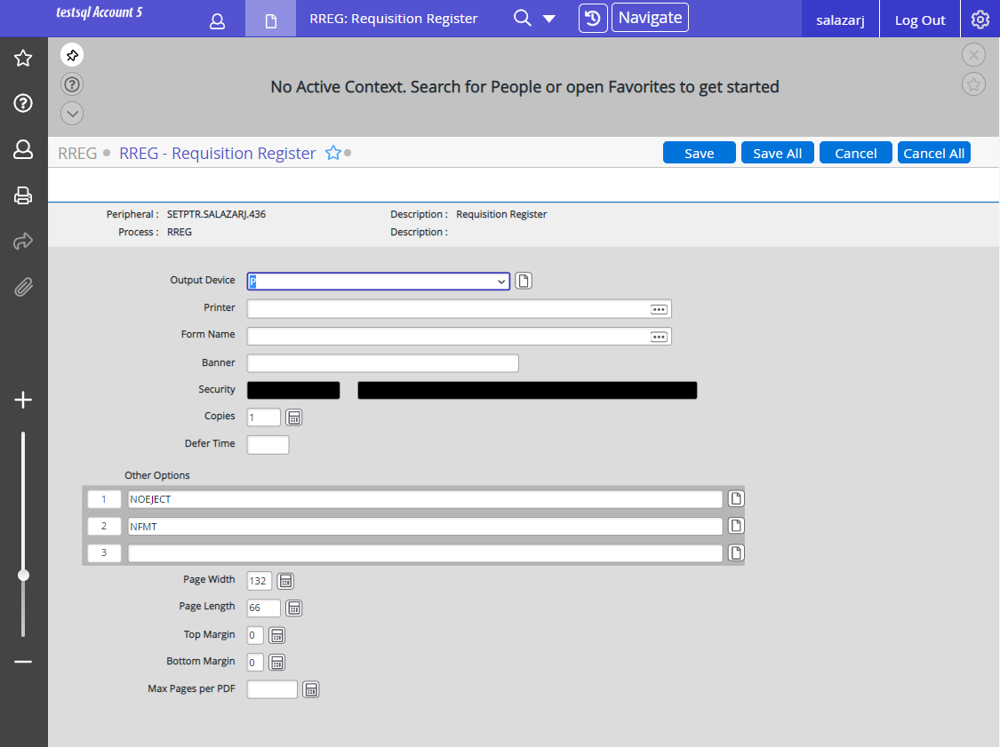 testsql Account 5
RREG: Requisition Register
Navigate
salazarj
Log Out
No Active Context. Search for People or open Favorites to get started
RREG RREG - Requisition Register
Save Save All Cancel Cancel All
Peripheral : SETPTR.SALAZARJ.436 Description : Requisition Register
Process : RREG Description :
Output Device P
Printer
Form Name
Banner
Security
Copies 1
Defer Time
Other Options
1 NOEJECT
2 NFMT
3
Page Width 132
Page Length 66
Top Margin 0
Bottom Margin 0
Max Pages per PDF